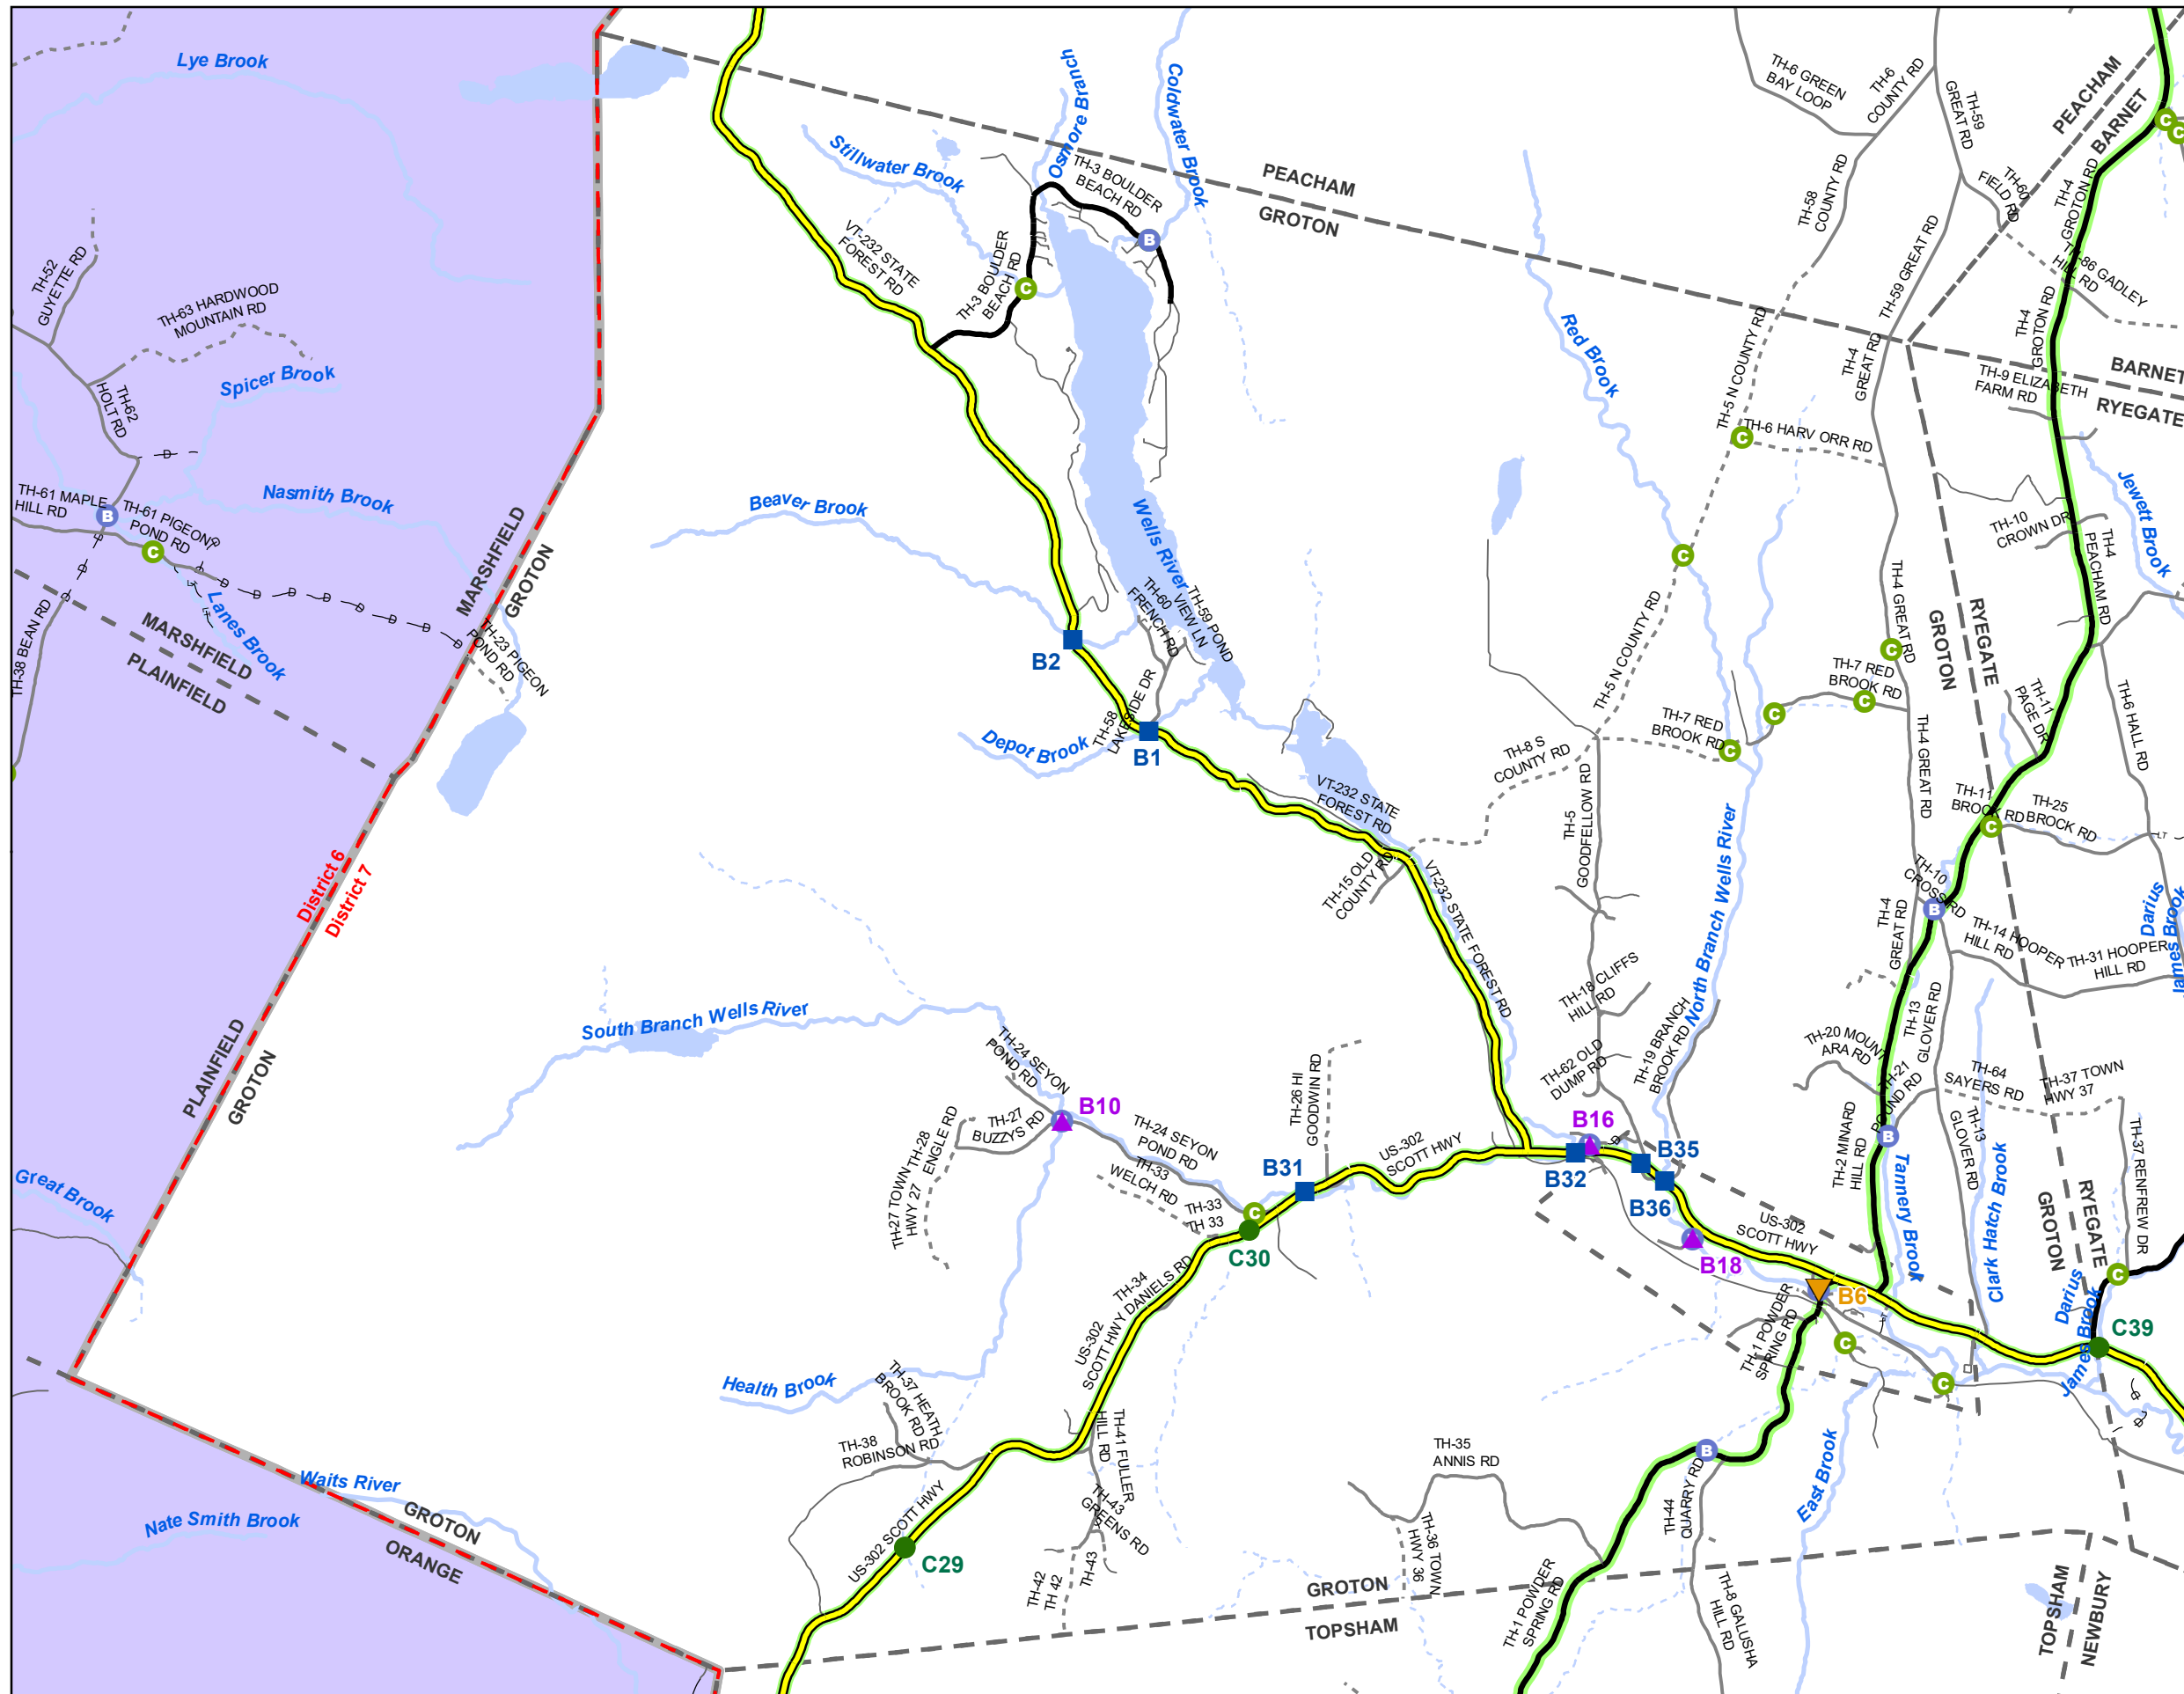 Lye Brook
TH-52
GUYETTE RD
TH-63 HARDWOOD
MOUNTAIN RD
TH-62
HOLT RD
Spicer Brook
Nasmith Brook
TH-61 MAPLE
HILL RD
B
TH-61 PIGEON
POND RD
C
Lanes Brook
TH-38 BEAN RD
MARSHFIELD
PLAINFIELD
MARSHFIELD
GROTON
TH-23 PIGEON
POND RD
District 6
District 7
PLAINFIELD
GROTON
Great Brook
Waits River
Nate Smith Brook
GROTON
ORANGE
Stillwater Brook
Osmore Branch
Coldwater Brook
TH-3 BOULDER
BEACH RD
B
TH-3 BOULDER
BEACH RD
C
VT-232 STATE
FOREST RD
PEACHAM
GROTON
Beaver Brook
Wells River
TH-60
FRENCH RD
TH-59 POND
VIEW LN
B2
TH-58
LAKESIDE DR
B1
Depot Brook
VT-232 STATE
FOREST RD
TH-15 OLD
COUNTY RD
VT-232 STATE FOREST RD
TH-8 S
COUNTY RD
Red Brook
TH-6 GREEN
BAY LOOP
TH-6
COUNTY RD
TH-59
GREAT RD
TH-58
COUNTY RD
TH-60
FIELD RD
PEACHAM
BARNET
C
C
TH-4
GROTON RD
TH-86 GADLEY
HILL RD
TH-59 GREAT RD
TH-4
GROTON RD
TH-4
GREAT RD
TH-5 N COUNTY RD
C
TH-6 HARV ORR RD
TH-9 ELIZABETH
FARM RD
BARNET
RYEGATE
Jewett Brook
TH-10
CROWN DR
TH-4
PEACHAM RD
C
TH-5 N COUNTY RD
TH-4 GREAT RD
C
GROTON
RYEGATE
TH-7 RED
BROOK RD
C
C
TH-7 RED
BROOK RD
C
TH-4 GREAT RD
TH-11
PAGE DR
TH-6 HALL RD
TH-11
BROCK RD
C
TH-25
BROCK RD
TH-5
GOODFELLOW RD
North Branch Wells River
TH-10
CROSS RD
B
TH-4
GREAT RD
TH-14 HOOPER
HILL RD
TH-31 HOOPER
HILL RD
Darius
James Brook
TH-18 CLIFFS
HILL RD
TH-62 OLD
DUMP RD
TH-19 BRANCH
BROOK RD
TH-13
GLOVER RD
TH-20 MOUNT
ARA RD
TH-21
POUND RD
B
TH-64
SAYERS RD
TH-37 TOWN
HWY 37
TH-13
GLOVER RD
TH-2 MINARD
HILL RD
TH-37 RENFREW DR
Tannery Brook
Clark Hatch Brook
GROTON
RYEGATE
South Branch Wells River
TH-24 SEYON
POND RD
B10
TH-27
BUZZYS RD
TH-28
ENGLE RD
TH-27 TOWN
HWY 27
TH-24 SEYON
POND RD
TH-33
WELCH RD
TH-33
TH 33
C
C30
B31
TH-26 HI
GOODWIN RD
US-302
SCOTT HWY
B16
B32
B35
B36
B18
US-302
SCOTT HWY
B6
C39
C
Darius
James Brook
TH-1 POWDER
SPRING RD
C
C
TH-34
DANIELS RD
US-302
SCOTT HWY
Health Brook
TH-37 HEATH
BROOK RD
TH-38
ROBINSON RD
TH-41 FULLER
HILL RD
TH-43
GREENS RD
TH-43
TH-42
TH 42
US-302 SCOTT HWY
C29
TH-35
ANNIS RD
TH-36 TOWN
HWY 36
B
TH-44
QUARRY RD
East Brook
GROTON
TOPSHAM
TH-1 POWDER
SPRING RD
TH-8 GALUSHA
HILL RD
TOPSHAM
NEWBURY